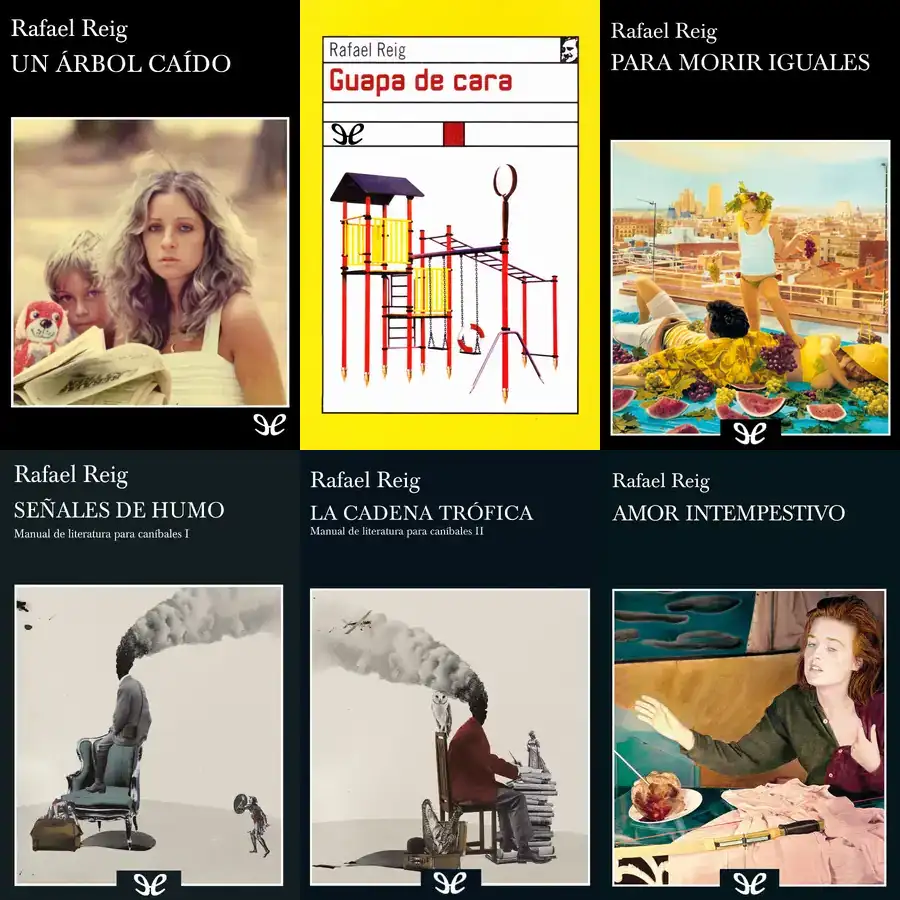 Rafael Reig
UN ÁRBOL CAÍDO
Rafael Reig
Guapa de cara
Rafael Reig
PARA MORIR IGUALES
Rafael Reig
SEÑALES DE HUMO
Manual de literatura para caníbales I
Rafael Reig
LA CADENA TRÓFICA
Manual de literatura para caníbales II
Rafael Reig
AMOR INTEMPESTIVO